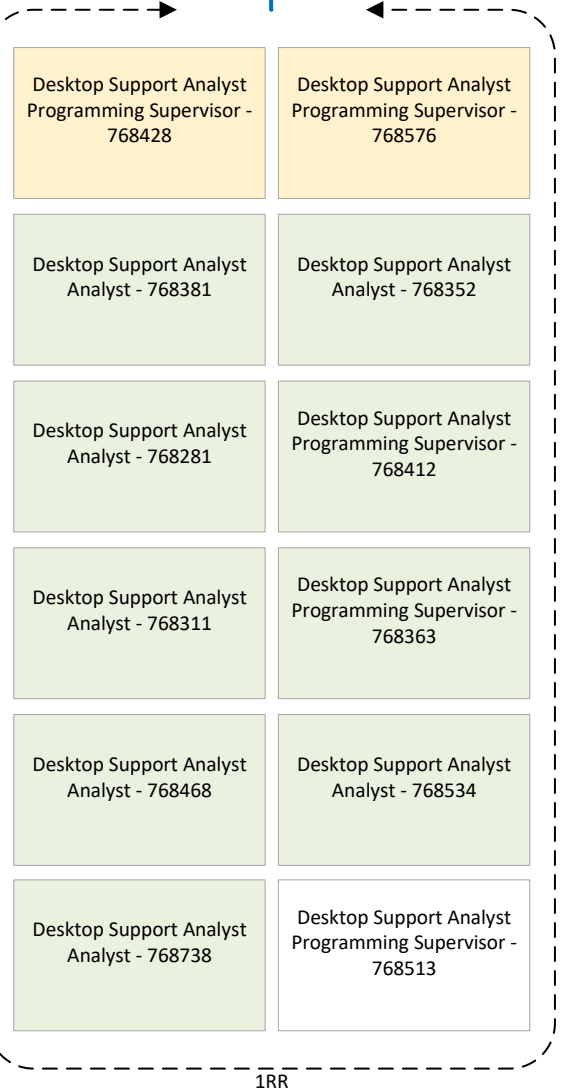 Desktop Support Analyst
Programming Supervisor -
768428
Desktop Support Analyst
Programming Supervisor -
768576
Desktop Support Analyst
Analyst - 768381
Desktop Support Analyst
Analyst - 768352
Desktop Support Analyst
Analyst - 768281
Desktop Support Analyst
Programming Supervisor -
768412
Desktop Support Analyst
Analyst - 768311
Desktop Support Analyst
Programming Supervisor -
768363
Desktop Support Analyst
Analyst - 768468
Desktop Support Analyst
Analyst - 768534
Desktop Support Analyst
Analyst - 768738
Desktop Support Analyst
Programming Supervisor -
768513
1RR